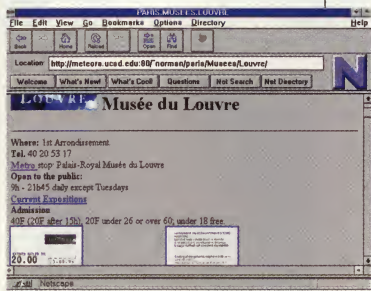 PARIS.MUSEES.LOUVRE
File Edit View Go Bookmarks Options Directory Help
Back Home Reload Open Find
Location: http://meteora.ucsd.edu:80/~norman/paris/Musees/Louvre/
Welcome What's New! What's Cool! Questions Net Search Net Directory
N
LOUVRE Musée du Louvre
Where: 1st Arrondissement
Tel. 40 20 53 17
Metro stop: Palais-Royal Musée du Louvre
Open to the public:
9h - 21h45 daily except Tuesdays
Current Expositions
Admission
40F (20F after 15h); 20F under 26 or over 60; under 18 free.
20.00
Netscape